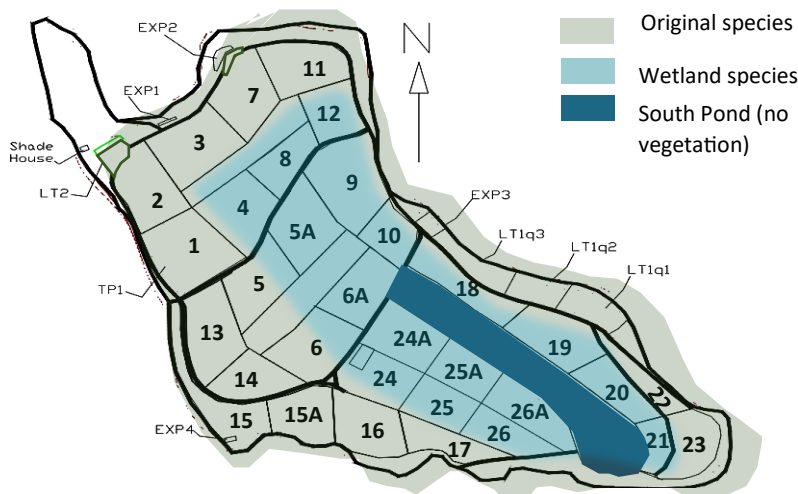 Original species
EXP2
N
Wetland species
11
7
EXP1
South Pond (no
vegetation)
12
3
Shade
House
8
9
LT2
2
EXP3
4
5A
10
LT1q3
1
LT1q2
LT1q1
TP1
5
18
6A
13
24A
6
19
25A
24
14
20
22
26A
25
15
15A
16
26
21
23
EXP4
17